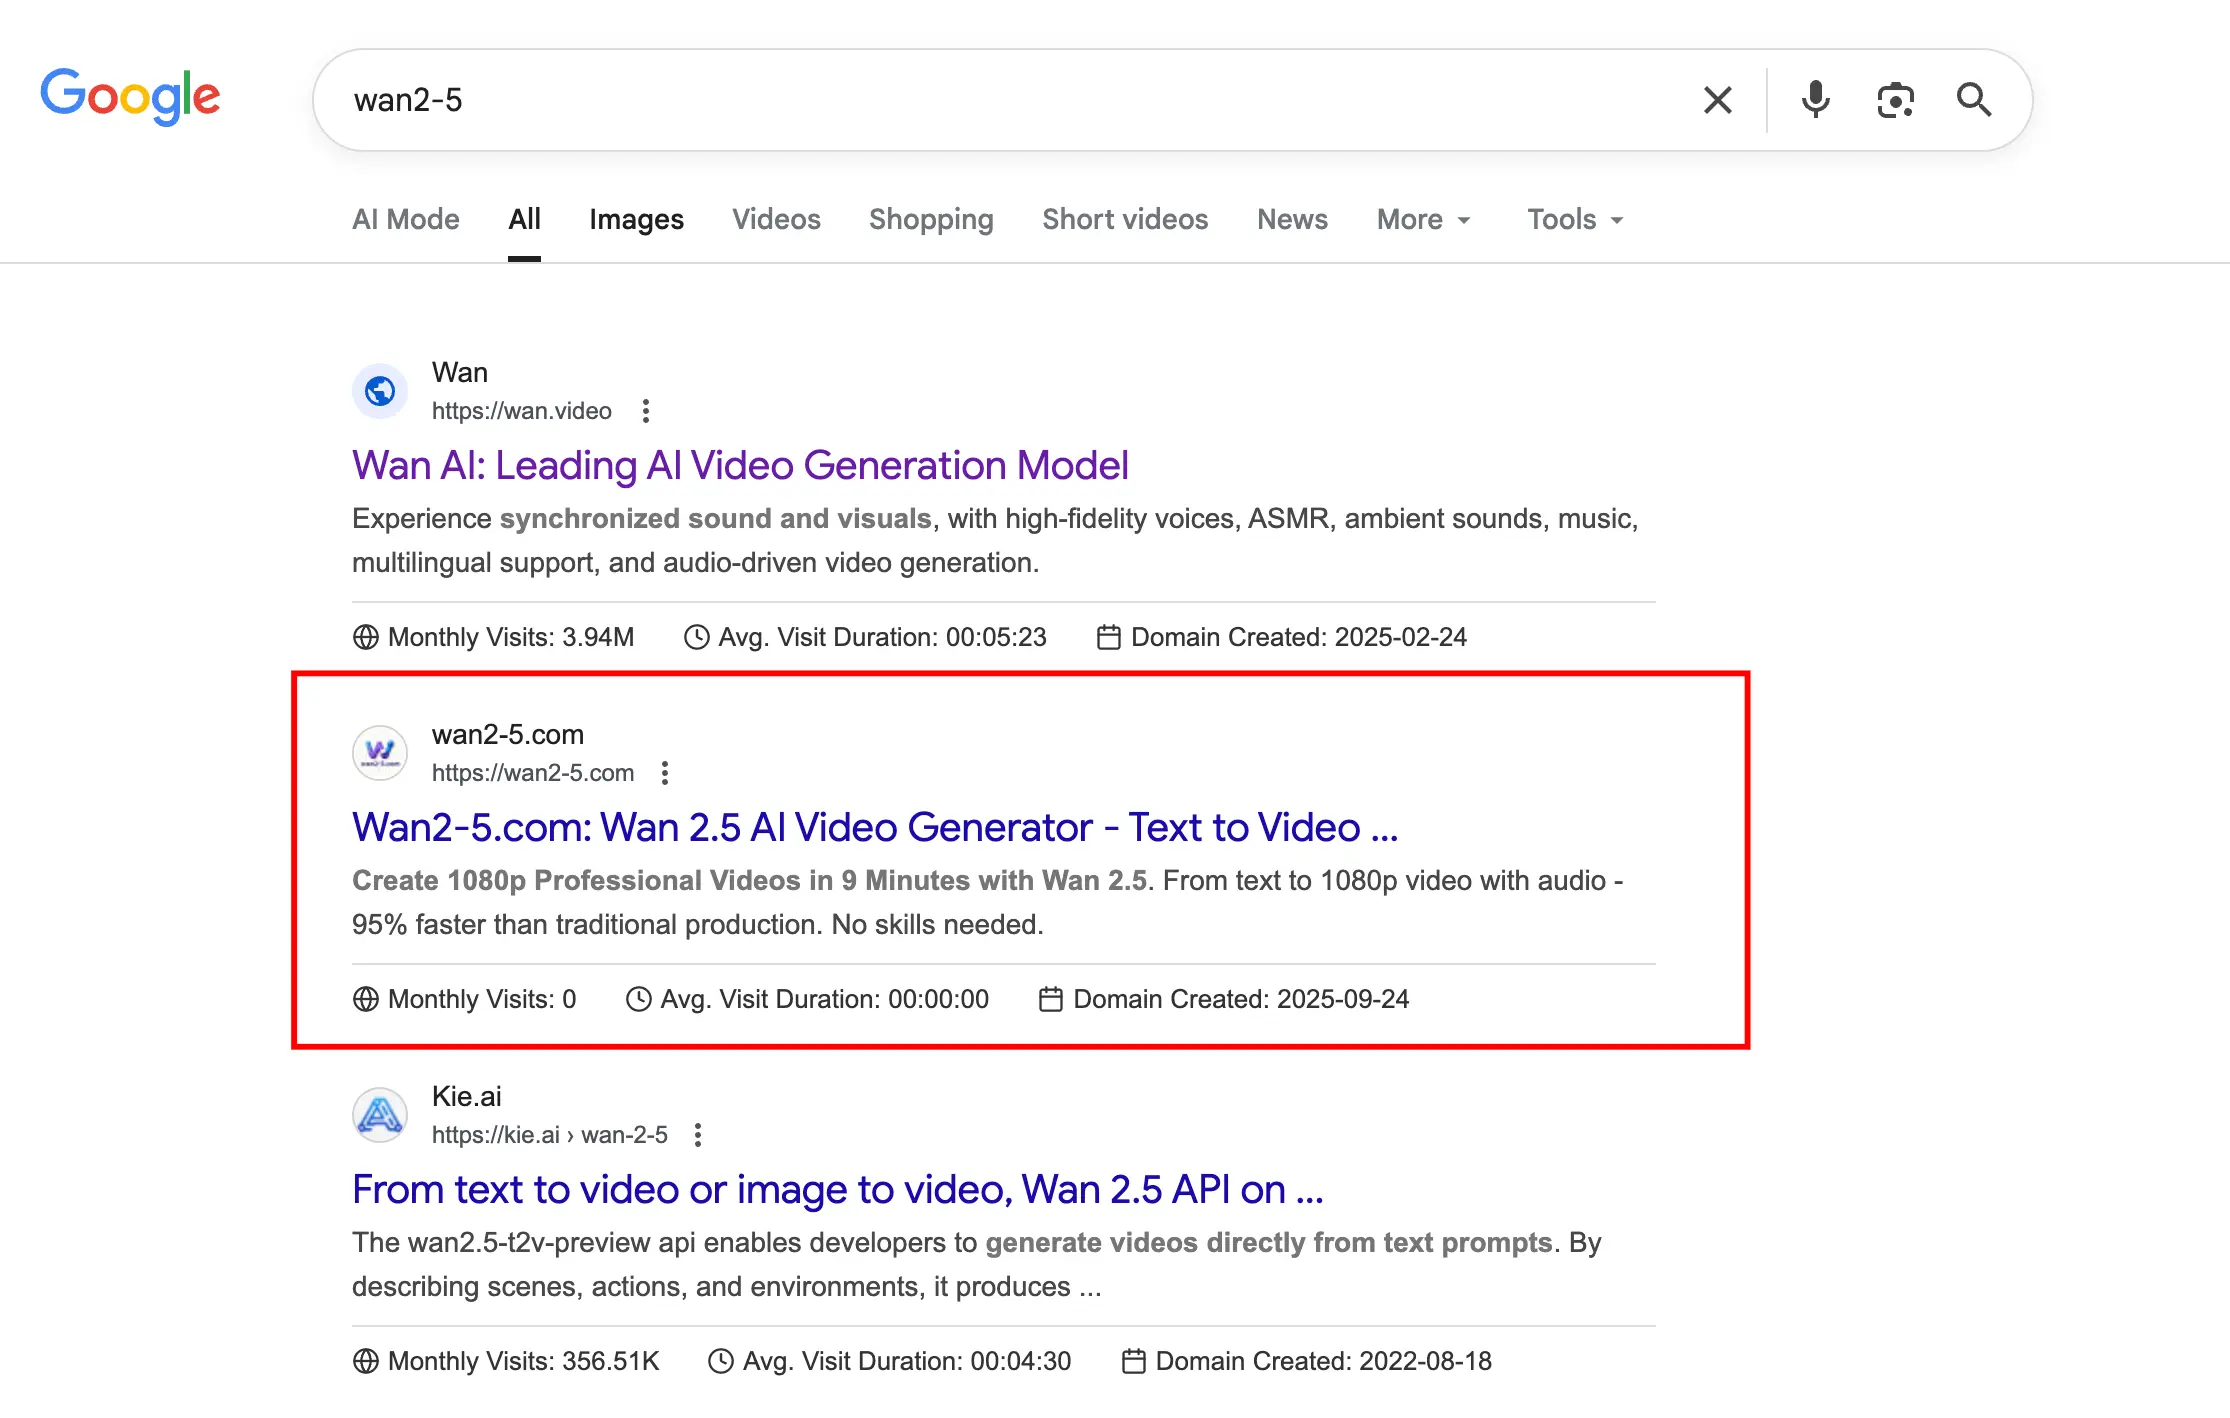 Google
wan2-5
AI Mode All Images Videos Shopping Short videos News More Tools
Wan
https://wan.video
Wan AI: Leading AI Video Generation Model
Experience synchronized sound and visuals, with high-fidelity voices, ASMR, ambient sounds, music,
multilingual support, and audio-driven video generation.
Monthly Visits: 3.94M Avg. Visit Duration: 00:05:23 Domain Created: 2025-02-24
wan2-5.com
https://wan2-5.com
Wan2-5.com: Wan 2.5 AI Video Generator - Text to Video ...
Create 1080p Professional Videos in 9 Minutes with Wan 2.5. From text to 1080p video with audio -
95% faster than traditional production. No skills needed.
Monthly Visits: 0 Avg. Visit Duration: 00:00:00 Domain Created: 2025-09-24
Kie.ai
https://kie.ai › wan-2-5
From text to video or image to video, Wan 2.5 API on ...
The wan2.5-t2v-preview api enables developers to generate videos directly from text prompts. By
describing scenes, actions, and environments, it produces ...
Monthly Visits: 356.51K Avg. Visit Duration: 00:04:30 Domain Created: 2022-08-18